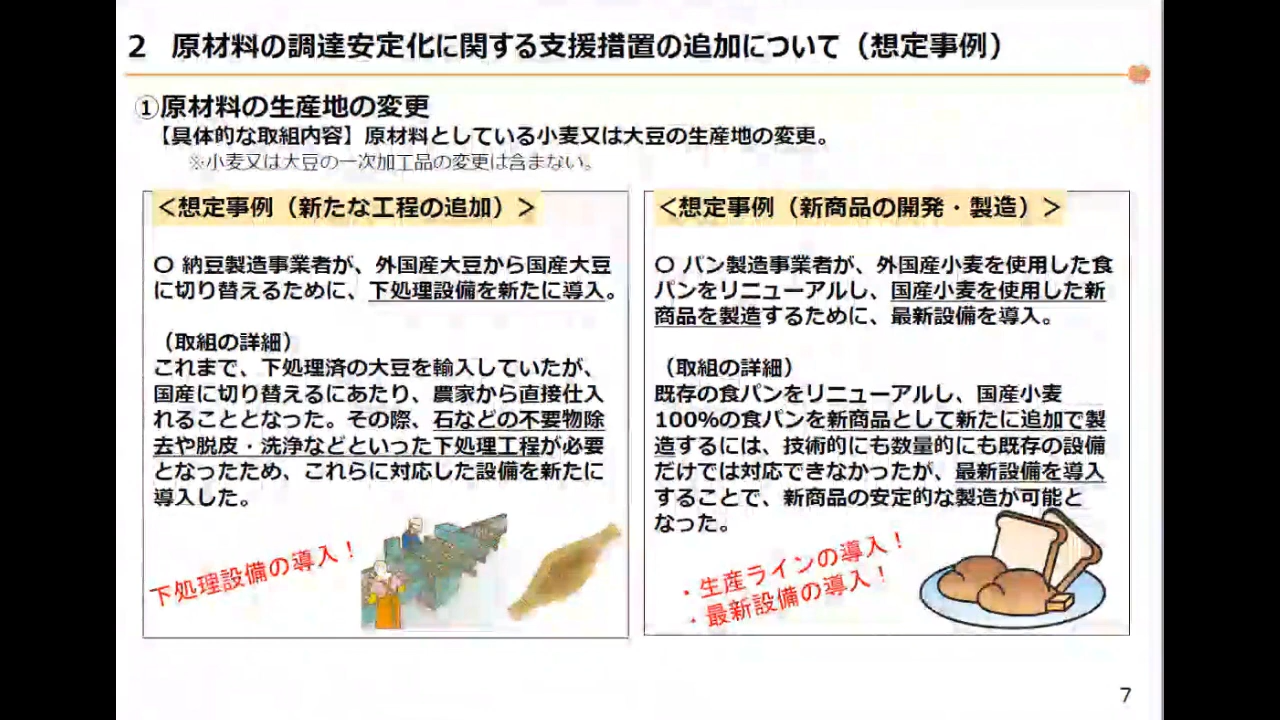 2 原材料の調達安定化に関する支援措置の追加について（想定事例）
①原材料の生産地の変更
【具体的な取組内容】原材料としている小麦又は大豆の生産地の変更。
※小麦又は大豆の一次加工品の変更は含まない。
＜想定事例（新たな工程の追加）＞
〇 納豆製造事業者が、外国産大豆から国産大豆
に切り替えるために、下処理設備を新たに導入。
（取組の詳細）
これまで、下処理済の大豆を輸入していたが、
国産に切り替えるにあたり、農家から直接仕入
れることとなった。その際、石などの不要物除
去や脱皮・洗浄などといった下処理工程が必要
となったため、これらに対応した設備を新たに
導入した。
下処理設備の導入！
＜想定事例（新商品の開発・製造）＞
〇 パン製造事業者が、外国産小麦を使用した食
パンをリニューアルし、国産小麦を使用した新
商品を製造するために、最新設備を導入。
（取組の詳細）
既存の食パンをリニューアルし、国産小麦
100%の食パンを新商品として新たに追加で製
造するには、技術的にも数量的にも既存の設備
だけでは対応できなかったが、最新設備を導入
することで、新商品の安定的な製造が可能と
なった。
・生産ラインの導入！
・最新設備の導入！
7